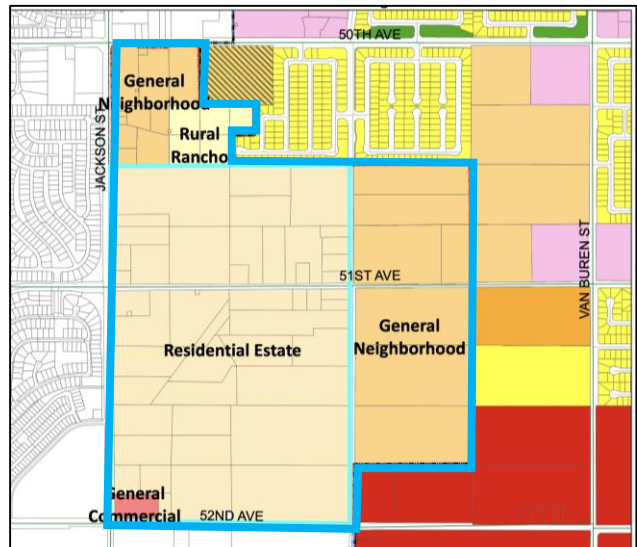 50TH AVE
General
Neighborhood
JACKSON ST
Rural
Rancho
51ST AVE
VAN BUREN ST
General
Neighborhood
Residential Estate
General
Commercial
52ND AVE